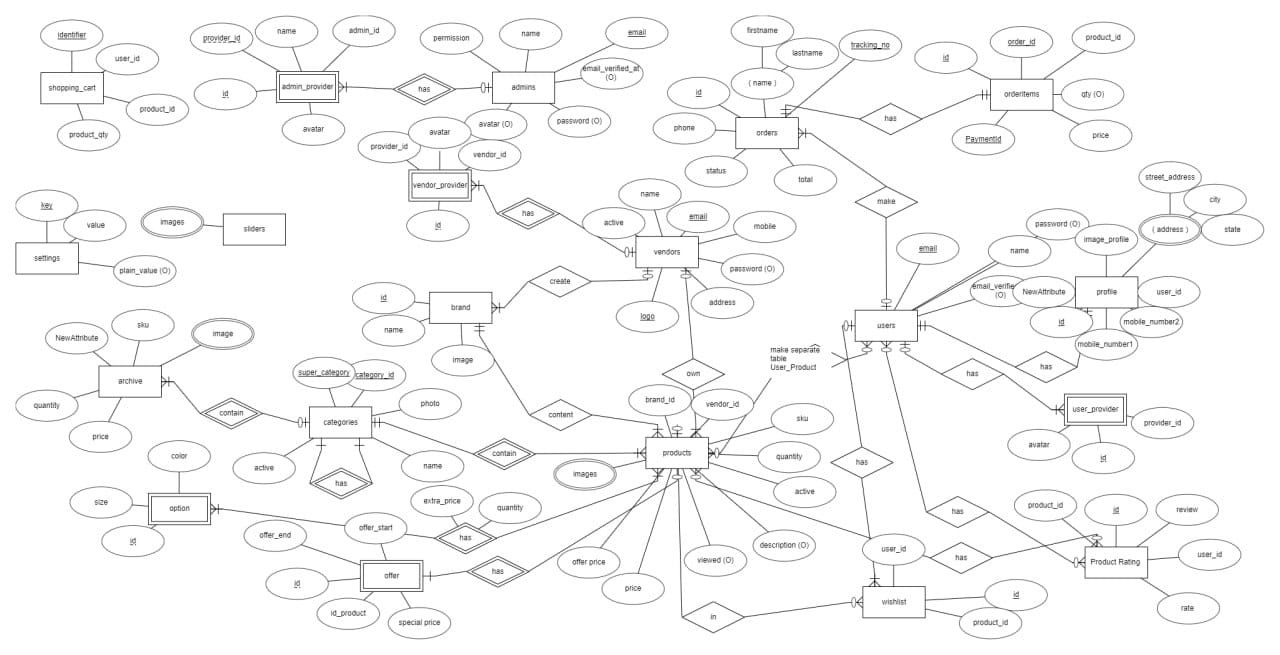 identifier
user_id
shopping_cart
product_id
product_qty
provider_id
name
admin_id
id
admin_provider
avatar
has
permission
name
email
email_verified_at
(O)
admins
avatar (O)
password (O)
firstname
lastname
tracking_no
( name )
id
phone
orders
status
total
has
id
order_id
product_id
orderitems
qty (O)
PaymentId
price
avatar
provider_id
vendor_id
vendor_provider
id
has
key
value
settings
plain_value (O)
images
sliders
active
name
email
mobile
vendors
password (O)
logo
address
make
street_address
city
( address )
state
password (O)
name
image_profile
email
email_verifie
(O)
NewAttribute
profile
user_id
id
mobile_number2
mobile_number1
users
create
id
brand
name
image
sku
NewAttribute
image
archive
quantity
price
contain
super_category
category_id
photo
categories
active
name
has
content
own
make separate
table
User_Product
has
has
user_provider
provider_id
avatar
id
brand_id
vendor_id
sku
contain
products
quantity
images
active
has
color
size
option
id
extra_price
quantity
has
offer_start
offer_end
id
offer
id_product
special price
has
offer price
price
viewed (O)
description (O)
in
user_id
has
has
product_id
id
review
Product Rating
user_id
rate
wishlist
id
product_id